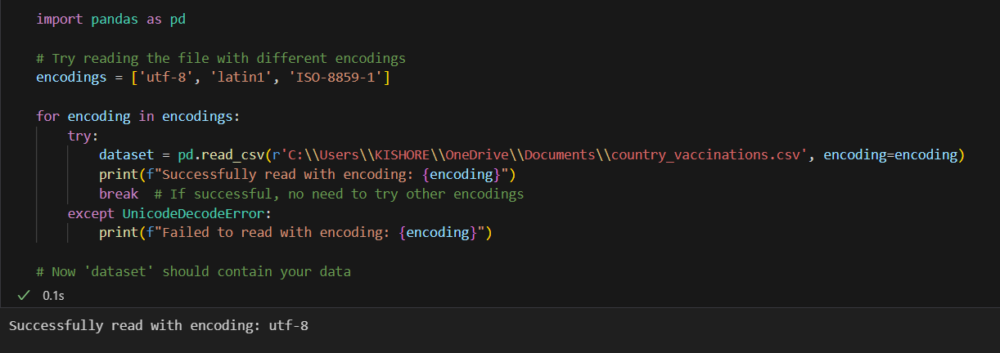 import pandas as pd
# Try reading the file with different encodings
encodings = ['utf-8', 'latin1', 'ISO-8859-1']
for encoding in encodings:
try:
dataset = pd.read_csv(r'C:\\Users\\KISHORE\\OneDrive\\Documents\\country_vaccinations.csv', encoding=encoding)
print(f"Successfully read with encoding: {encoding}")
break  # If successful, no need to try other encodings
except UnicodeDecodeError:
print(f"Failed to read with encoding: {encoding}")
# Now 'dataset' should contain your data
0.1s
Successfully read with encoding: utf-8